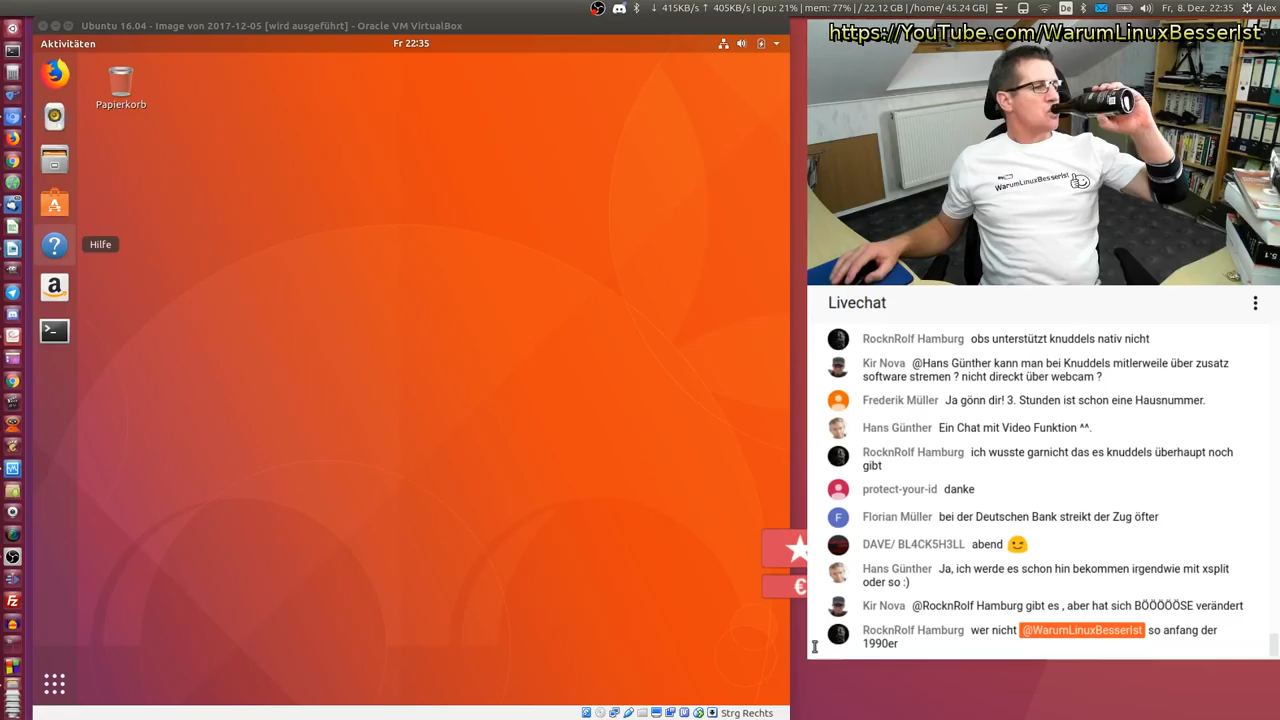 Ubuntu 16.04 - Image von 2017-12-05 [wird ausgeführt] - Oracle VM VirtualBox
415KB/s
405KB/s | cpu: 21% | mem: 77% | / 22.12 GB | /home/ 45.24 GB |
De
Fr, 8. Dez, 22:35
Alex
Aktivitäten
Fr 22:35
Papierkorb
Hilfe
https://YouTube.com/WarumLinuxBesserIst
WarumLinuxBesserIst
5.1
Livechat
RocknRolf Hamburg obs unterstützt knuddels nativ nicht
Kir Nova @Hans Günther kann man bei Knuddels mitlerweile über zusatz
software stremen ? nicht direckt über webcam ?
Frederik Müller Ja gönn dir! 3. Stunden ist schon eine Hausnummer.
Hans Günther Ein Chat mit Video Funktion ^^.
RocknRolf Hamburg ich wusste garnicht das es knuddels überhaupt noch
gibt
protect-your-id danke
F
Florian Müller bei der Deutschen Bank streikt der Zug öfter
DAVE/ BL4CK5H3LL abend
Hans Günther Ja, ich werde es schon hin bekommen irgendwie mit xsplit
oder so :)
Kir Nova @RocknRolf Hamburg gibt es , aber hat sich BÖÖÖÖÖSE verändert
RocknRolf Hamburg wer nicht @WarumLinuxBesserIst so anfang der
1990er
€
Strg Rechts